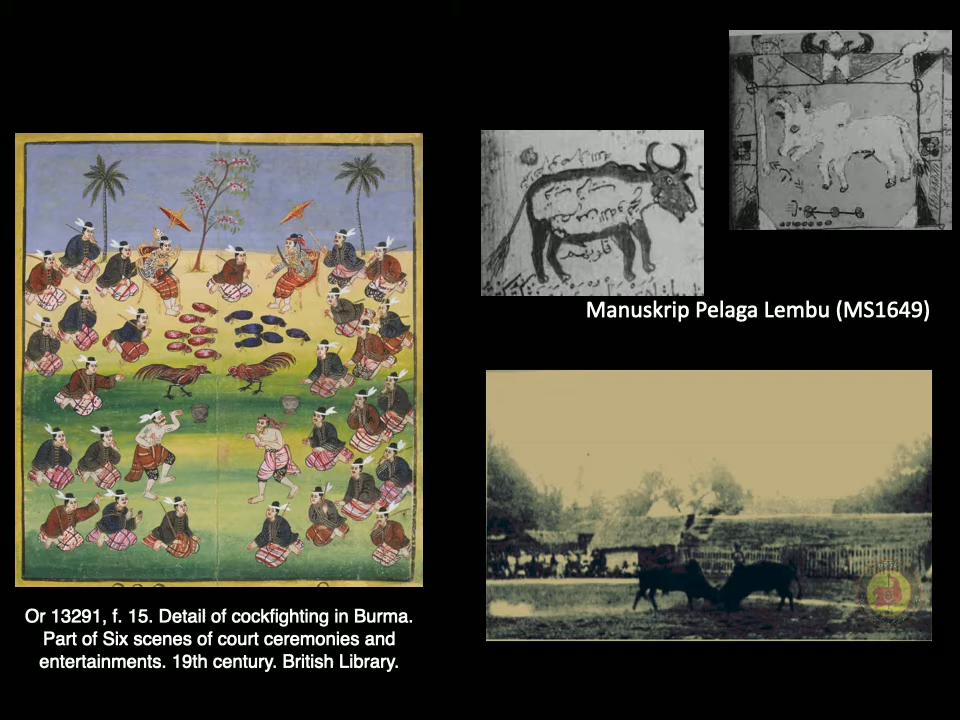 Manuskrip Pelaga Lembu (MS1649)
Or 13291, f. 15. Detail of cockfighting in Burma.
Part of Six scenes of court ceremonies and
entertainments. 19th century. British Library.